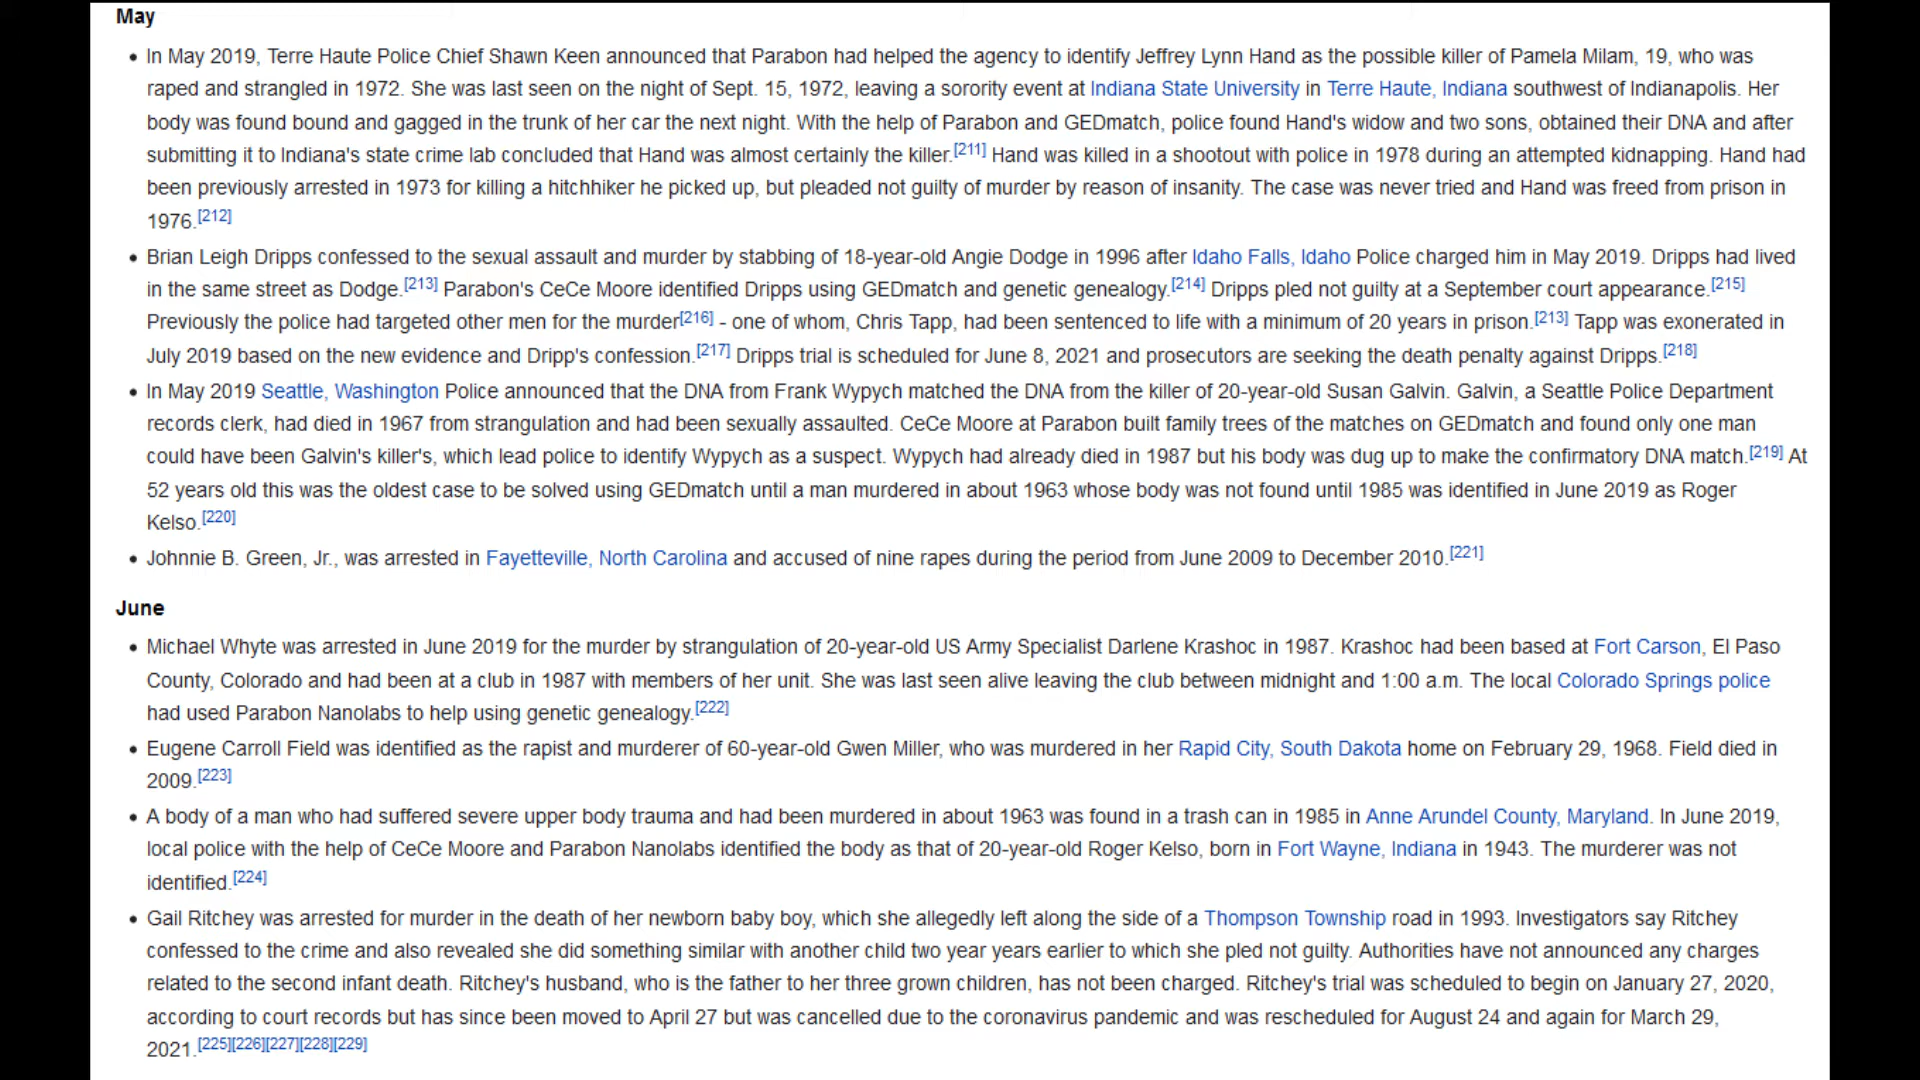 May
• In May 2019, Terre Haute Police Chief Shawn Keen announced that Parabon had helped the agency to identify Jeffrey Lynn Hand as the possible killer of Pamela Milam, 19, who was
raped and strangled in 1972. She was last seen on the night of Sept. 15, 1972, leaving a sorority event at Indiana State University in Terre Haute, Indiana southwest of Indianapolis. Her
body was found bound and gagged in the trunk of her car the next night. With the help of Parabon and GEDmatch, police found Hand's widow and two sons, obtained their DNA and after
submitting it to Indiana's state crime lab concluded that Hand was almost certainly the killer.[211] Hand was killed in a shootout with police in 1978 during an attempted kidnapping. Hand had
been previously arrested in 1973 for killing a hitchhiker he picked up, but pleaded not guilty of murder by reason of insanity. The case was never tried and Hand was freed from prison in
1976.[212]
• Brian Leigh Dripps confessed to the sexual assault and murder by stabbing of 18-year-old Angie Dodge in 1996 after Idaho Falls, Idaho Police charged him in May 2019. Dripps had lived
in the same street as Dodge.[213] Parabon's CeCe Moore identified Dripps using GEDmatch and genetic genealogy.[214] Dripps pled not guilty at a September court appearance.[215]
Previously the police had targeted other men for the murder[216] - one of whom, Chris Tapp, had been sentenced to life with a minimum of 20 years in prison.[213] Tapp was exonerated in
July 2019 based on the new evidence and Dripp's confession.[217] Dripps trial is scheduled for June 8, 2021 and prosecutors are seeking the death penalty against Dripps.[218]
• In May 2019 Seattle, Washington Police announced that the DNA from Frank Wypych matched the DNA from the killer of 20-year-old Susan Galvin. Galvin, a Seattle Police Department
records clerk, had died in 1967 from strangulation and had been sexually assaulted. CeCe Moore at Parabon built family trees of the matches on GEDmatch and found only one man
could have been Galvin's killer's, which lead police to identify Wypych as a suspect. Wypych had already died in 1987 but his body was dug up to make the confirmatory DNA match.[219] At
52 years old this was the oldest case to be solved using GEDmatch until a man murdered in about 1963 whose body was not found until 1985 was identified in June 2019 as Roger
Kelso.[220]
• Johnnie B. Green, Jr., was arrested in Fayetteville, North Carolina and accused of nine rapes during the period from June 2009 to December 2010.[221]
June
• Michael Whyte was arrested in June 2019 for the murder by strangulation of 20-year-old US Army Specialist Darlene Krashoc in 1987. Krashoc had been based at Fort Carson, El Paso
County, Colorado and had been at a club in 1987 with members of her unit. She was last seen alive leaving the club between midnight and 1:00 a.m. The local Colorado Springs police
had used Parabon Nanolabs to help using genetic genealogy.[222]
• Eugene Carroll Field was identified as the rapist and murderer of 60-year-old Gwen Miller, who was murdered in her Rapid City, South Dakota home on February 29, 1968. Field died in
2009.[223]
• A body of a man who had suffered severe upper body trauma and had been murdered in about 1963 was found in a trash can in 1985 in Anne Arundel County, Maryland. In June 2019,
local police with the help of CeCe Moore and Parabon Nanolabs identified the body as that of 20-year-old Roger Kelso, born in Fort Wayne, Indiana in 1943. The murderer was not
identified.[224]
• Gail Ritchey was arrested for murder in the death of her newborn baby boy, which she allegedly left along the side of a Thompson Township road in 1993. Investigators say Ritchey
confessed to the crime and also revealed she did something similar with another child two year years earlier to which she pled not guilty. Authorities have not announced any charges
related to the second infant death. Ritchey's husband, who is the father to her three grown children, has not been charged. Ritchey's trial was scheduled to begin on January 27, 2020,
according to court records but has since been moved to April 27 but was cancelled due to the coronavirus pandemic and was rescheduled for August 24 and again for March 29,
2021.[225][226][227][228][229]